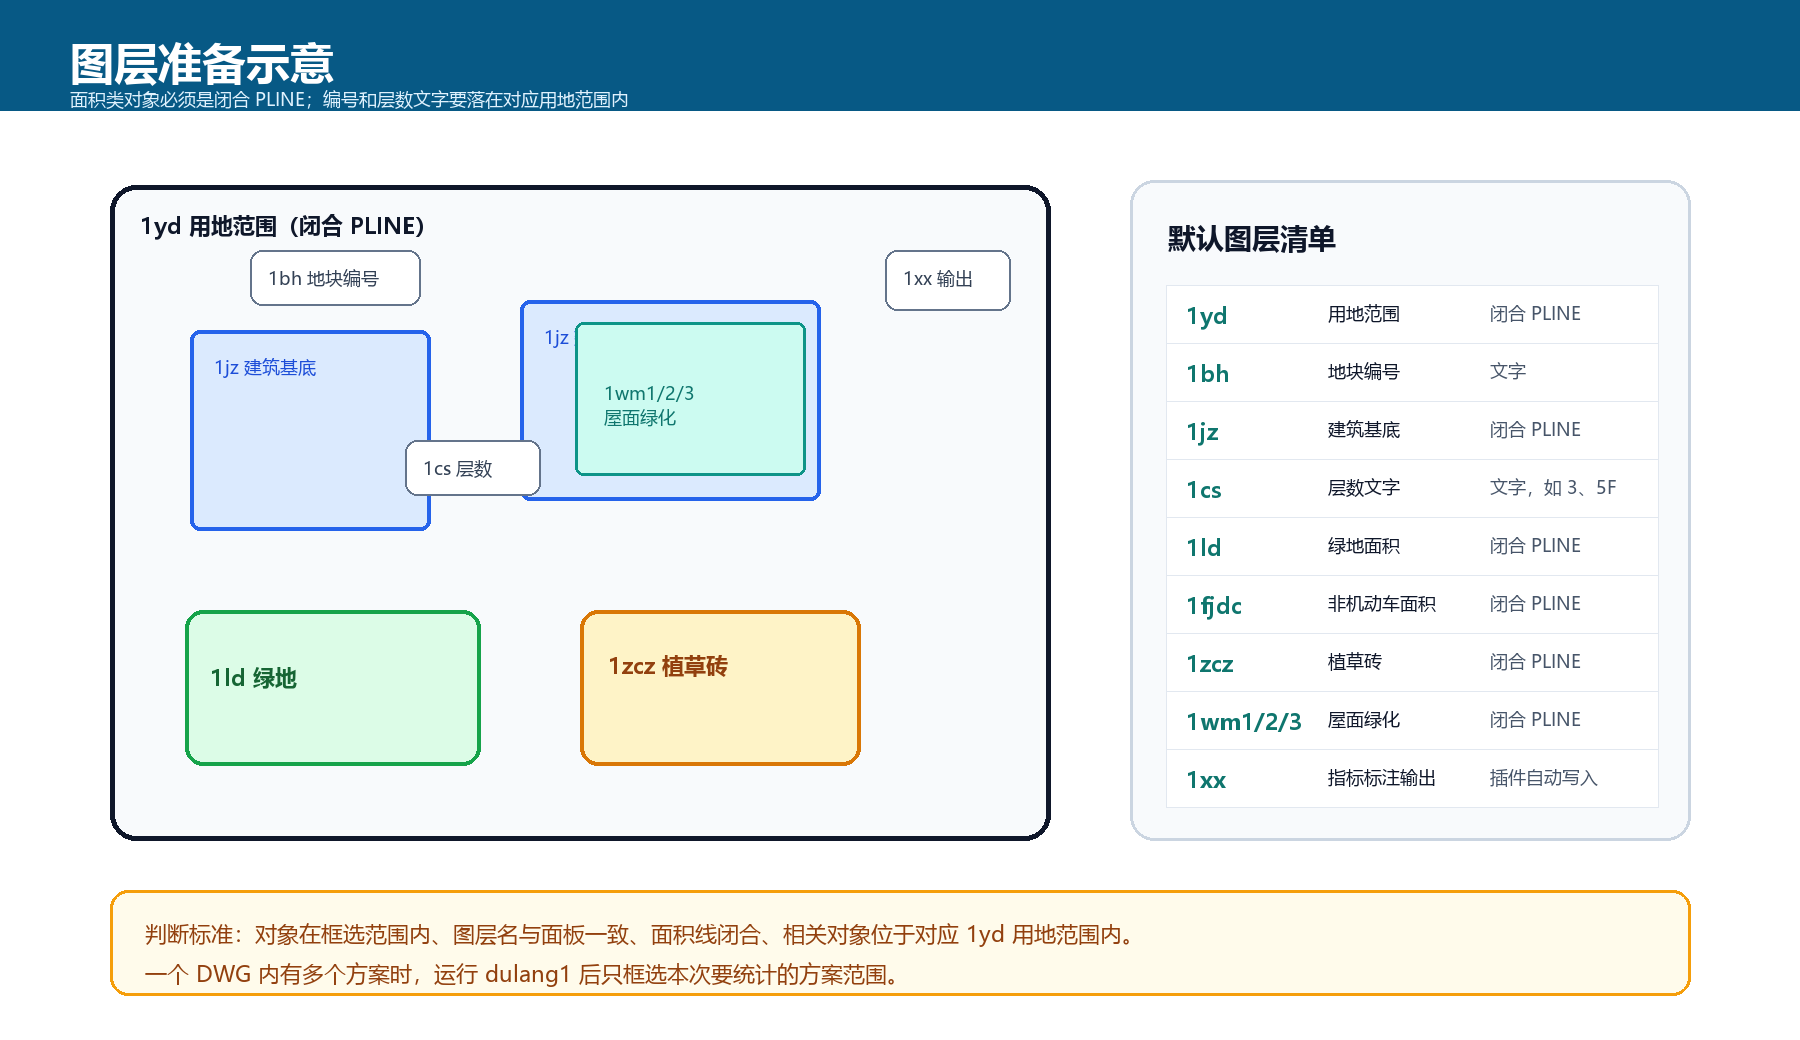 图层准备示意
面积类对象必须是闭合 PLINE；编号和层数文字要落在对应用地范围内
1yd 用地范围（闭合 PLINE）
1bh 地块编号
1xx 输出
1jz 建筑基底
1jz
1wm1/2/3
屋面绿化
1cs 层数
1ld 绿地
1zcz 植草砖
默认图层清单
1yd 用地范围 闭合 PLINE
1bh 地块编号 文字
1jz 建筑基底 闭合 PLINE
1cs 层数文字 文字，如 3、5F
1ld 绿地面积 闭合 PLINE
1fjdc 非机动车面积 闭合 PLINE
1zcz 植草砖 闭合 PLINE
1wm1/2/3 屋面绿化 闭合 PLINE
1xx 指标标注输出 插件自动写入
判断标准：对象在框选范围内、图层名与面板一致、面积线闭合、相关对象位于对应 1yd 用地范围内。
一个 DWG 内有多个方案时，运行 dulang1 后只框选本次要统计的方案范围。